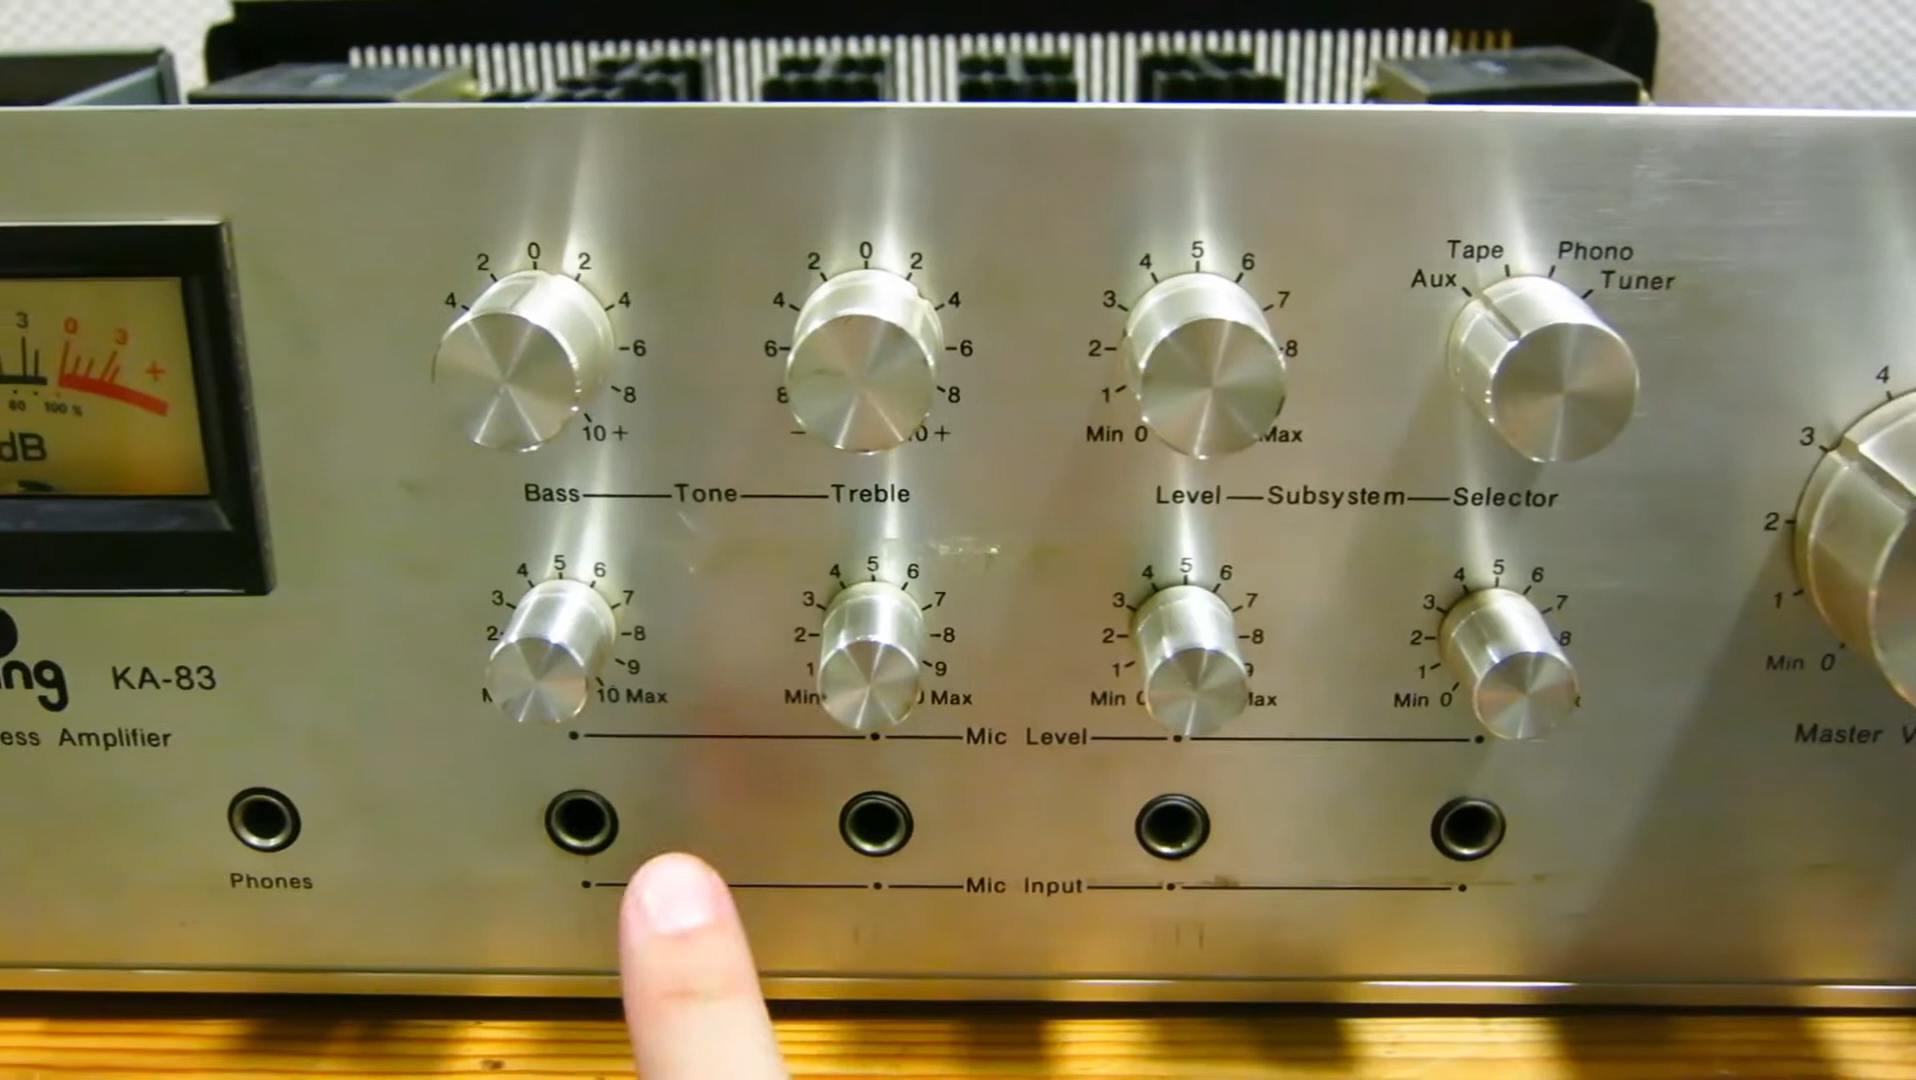 2 0 2
4 4
-6
8
10 +
2 0 2
4 4
6 -6
8 8
- 0 +
4 5 6
3 7
2 8
1
Min 0 Max
Tape Phono
Aux Tuner
Bass Tone Treble
Level Subsystem Selector
3 0 3 +
60 100 %
dB
4 5 6
3 7
2 8
9
10 Max
4 5 6
3 7
2 8
1 9
Min Max
4 5 6
3 7
2 8
1
Min
4 5 6
3 7
2 8
1
Min 0
4
3
2
1
Min 0
KA-83
Amplifier
Mic Level
Master
Phones
Mic Input